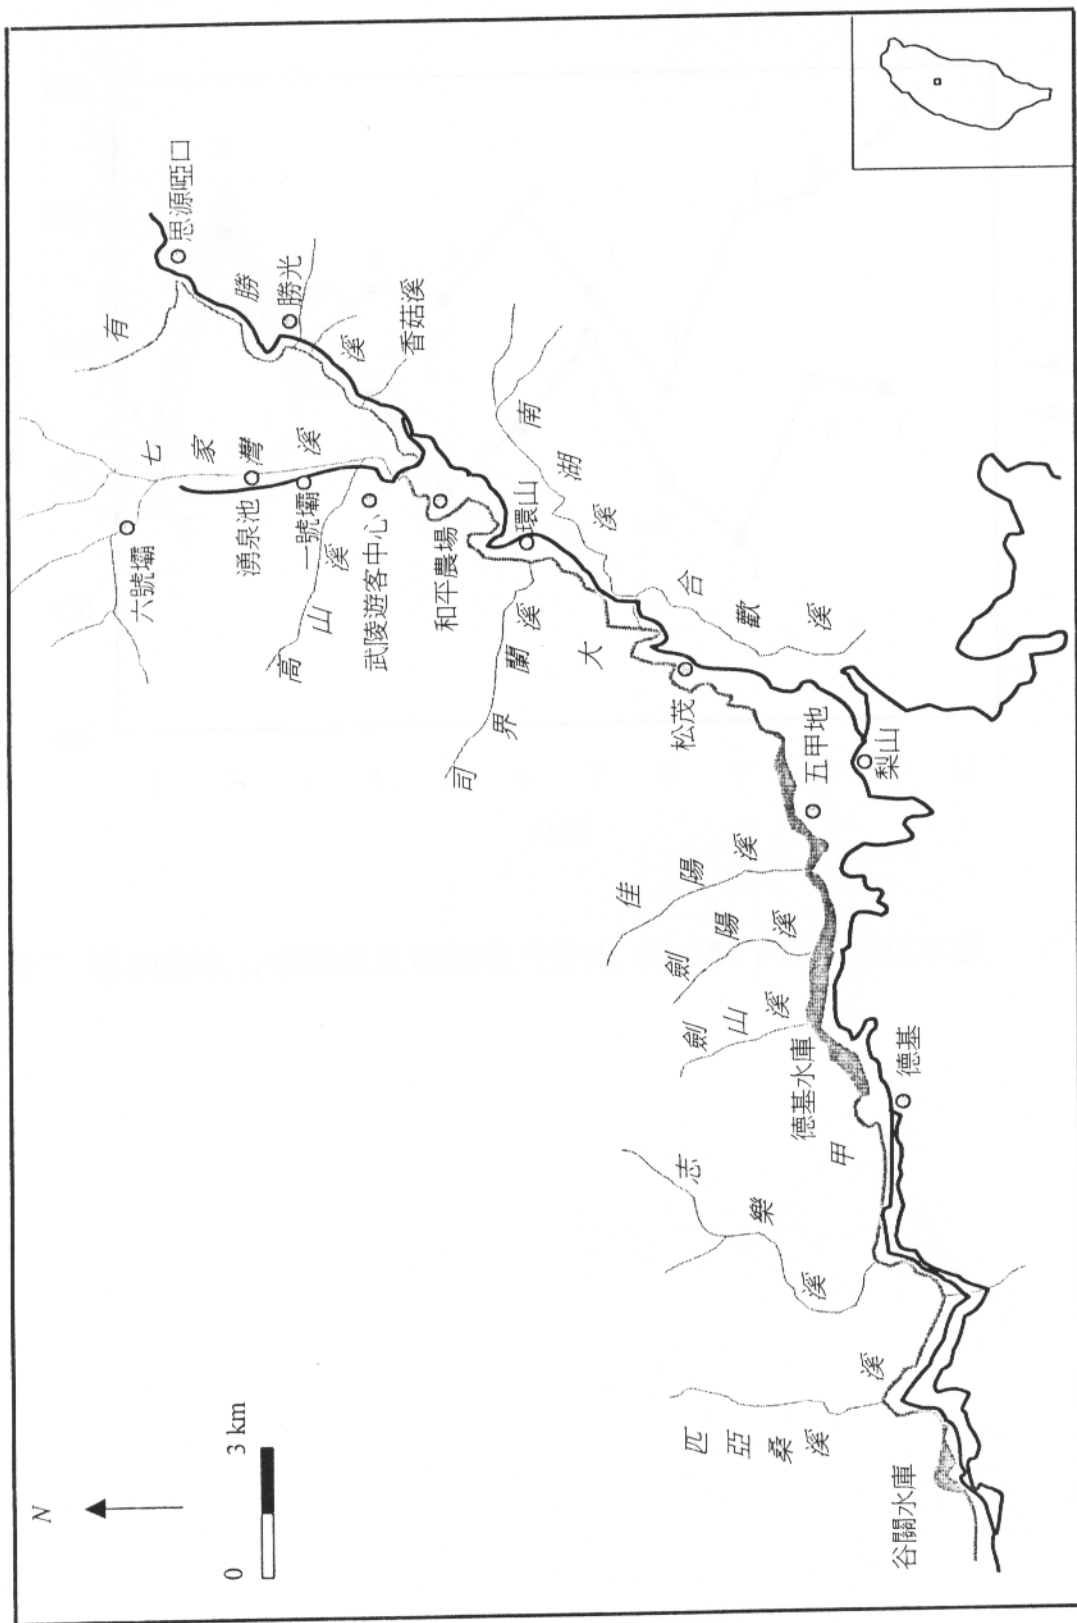 N
0 3 km
思源啞口
有勝溪
勝光
香菇溪
七家灣溪
湧泉池
一號壩
六號壩
高山溪
武陵遊客中心
和平農場
南湖溪
環山
司界蘭溪
合歡溪
大甲溪
松茂
五甲地
梨山
佳陽溪
劍陽溪
劍山溪
德基水庫
德基
志樂溪
匹亞桑溪
谷關水庫